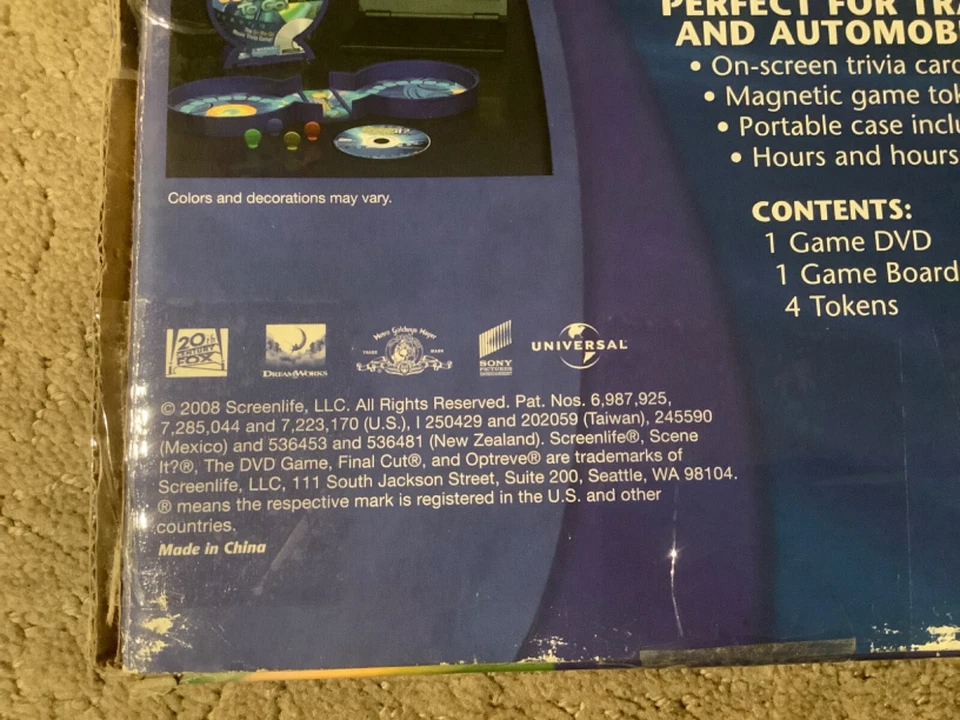 PERFECT FOR
AND
• On-screen trivia
• Magnetic game
• Portable case
• Hours and hours
Colors and decorations may vary.
CONTENTS:
1 Game DVD
1 Game Board
4 Tokens
20th
CENTURY
FOX
DREAMWORKS
Metro Goldwyn Mayer
TRADE MARK
SONY
PICTURES
UNIVERSAL
© 2008 Screenlife, LLC. All Rights Reserved. Pat. Nos. 6,987,925,
7,285,044 and 7,223,170 (U.S.), I 250429 and 202059 (Taiwan), 245590
(Mexico) and 536453 and 536481 (New Zealand). Screenlife®, Scene
It?®, The DVD Game, Final Cut®, and Optreve® are trademarks of
Screenlife, LLC, 111 South Jackson Street, Suite 200, Seattle, WA 98104.
® means the respective mark is registered in the U.S. and other
countries.
Made in China